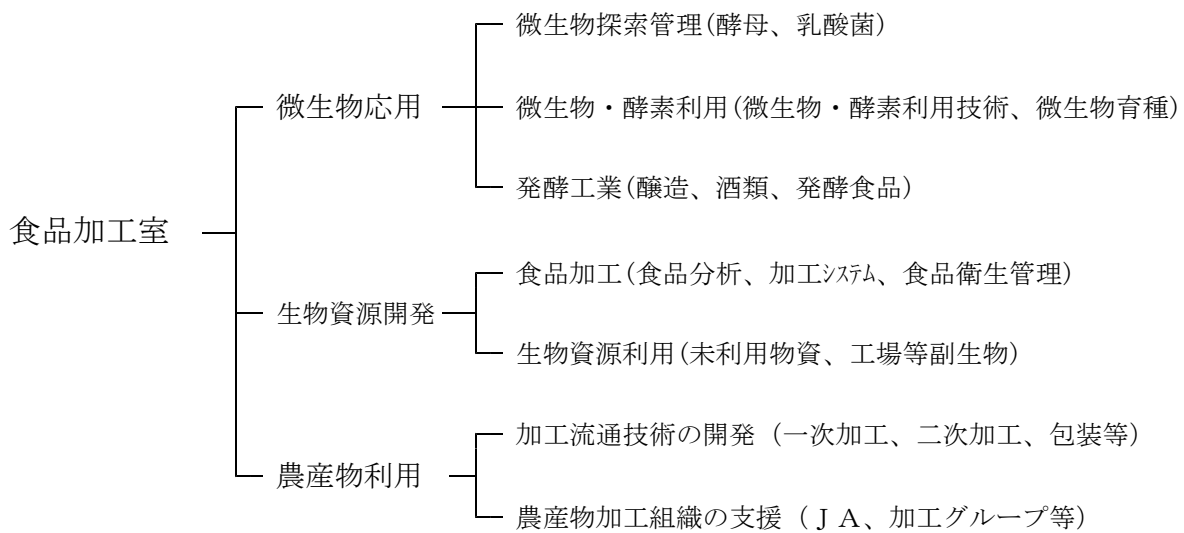 微生物探索管理(酵母、乳酸菌)
微生物応用
微生物・酵素利用(微生物・酵素利用技術、微生物育種)
発酵工業(醸造、酒類、発酵食品)
食品加工室
食品加工(食品分析、加工ｼｽﾃﾑ、食品衛生管理)
生物資源開発
生物資源利用(未利用物資、工場等副生物)
加工流通技術の開発 (一次加工、二次加工、包装等)
農産物利用
農産物加工組織の支援 (ＪＡ、加工グループ等)